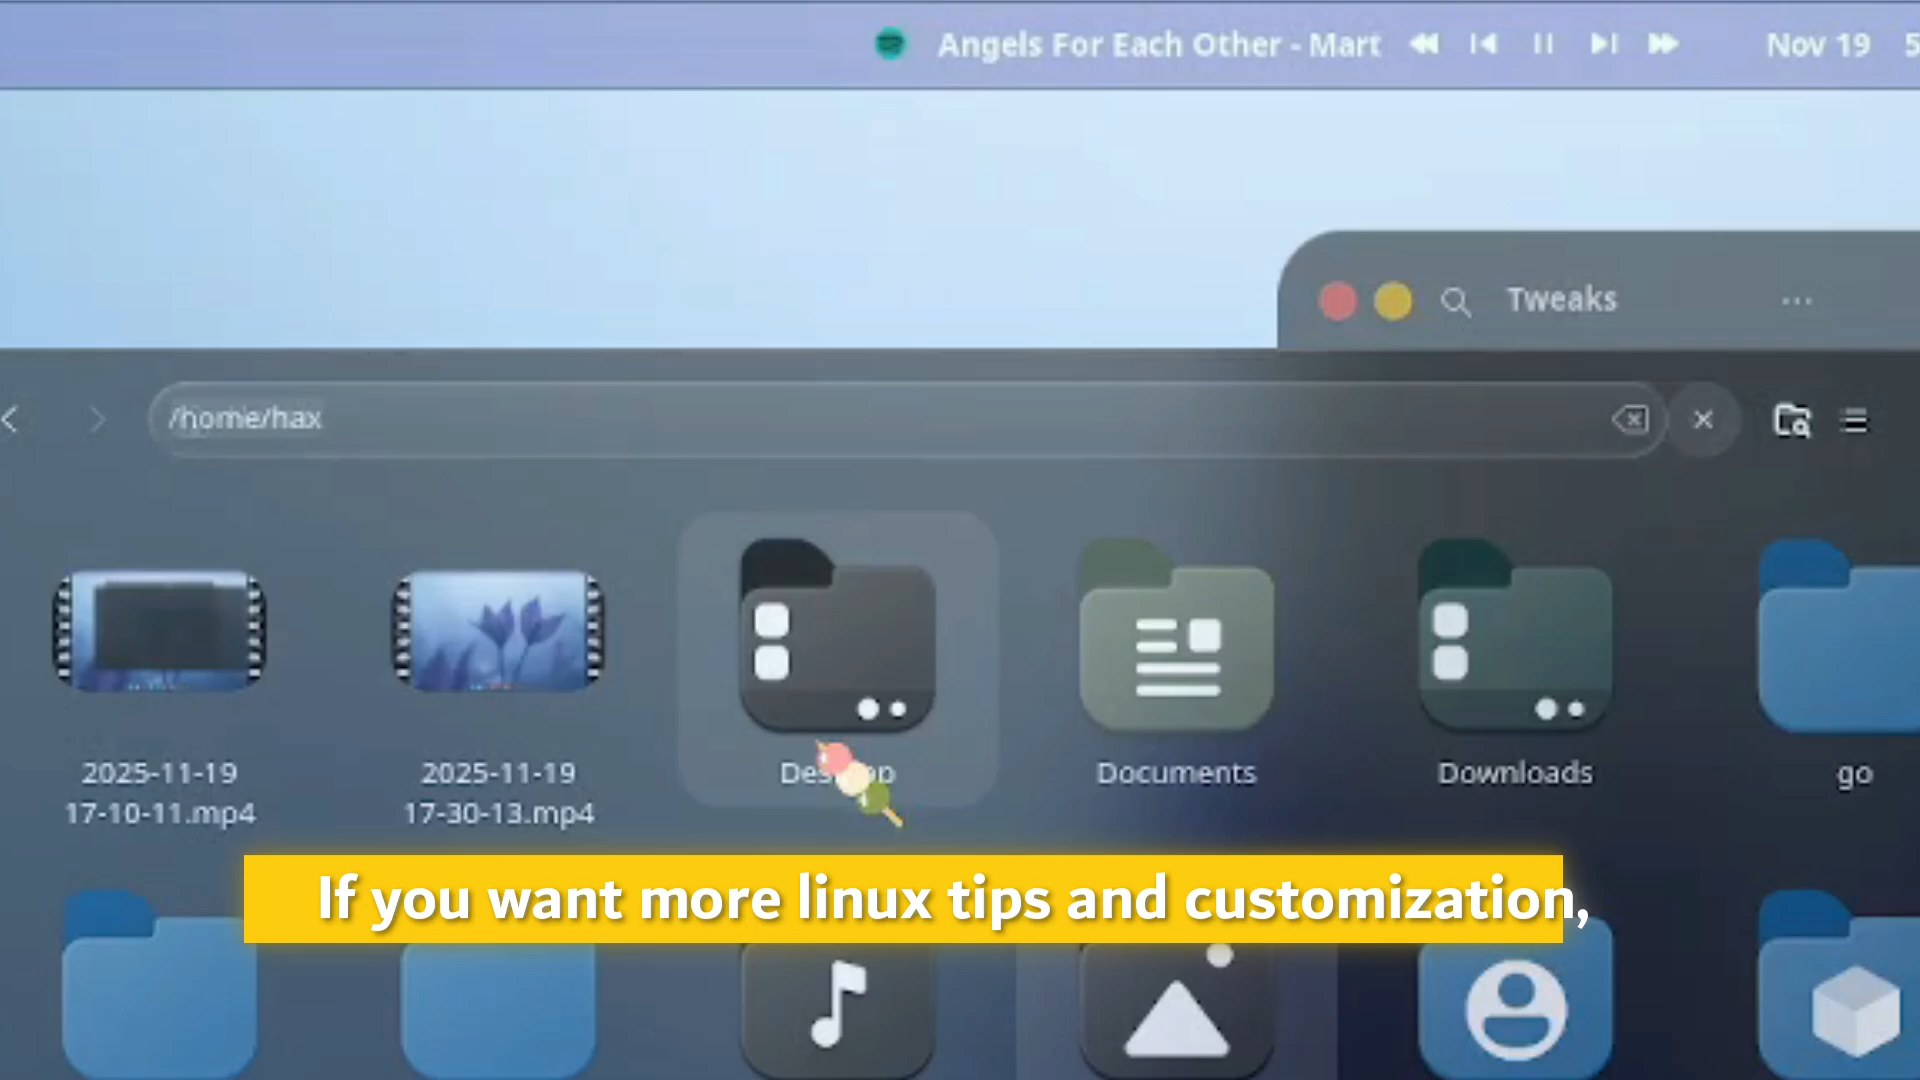 Angels For Each Other - Mart
Nov 19
Tweaks
/home/hax
2025-11-19
17-10-11.mp4
2025-11-19
17-30-13.mp4
Documents
Downloads
go
If you want more linux tips and customization,